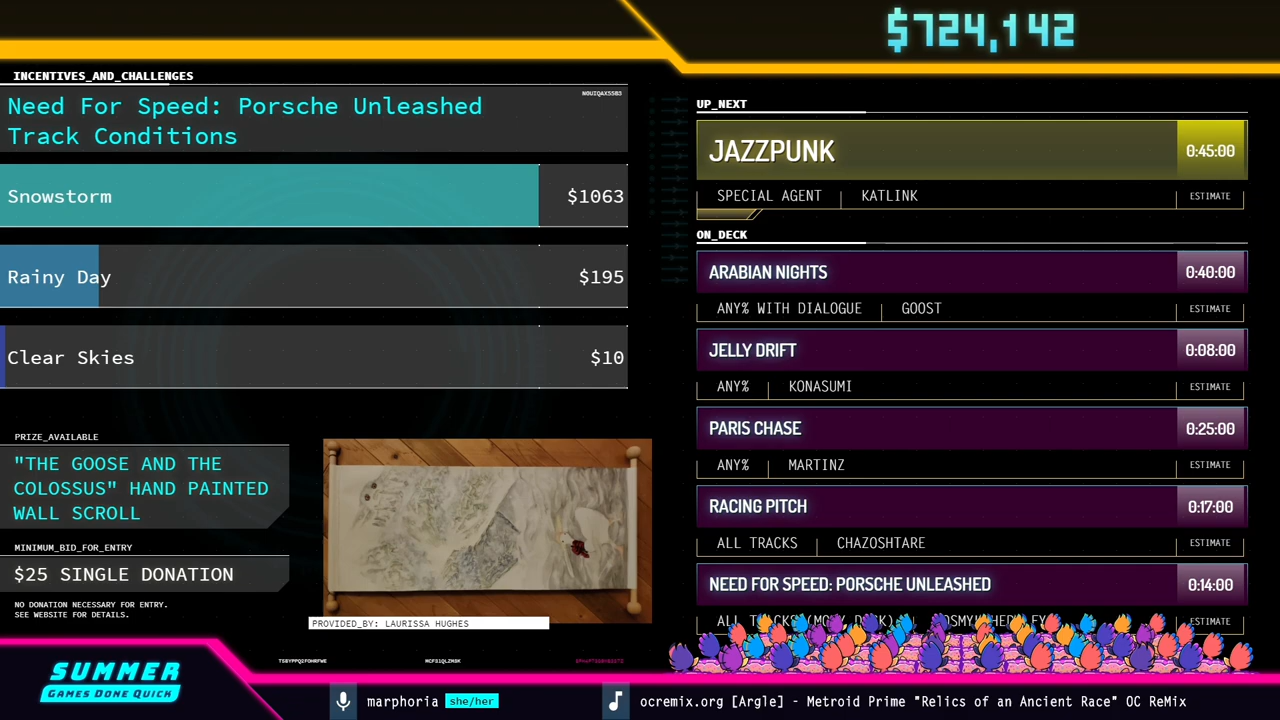 $724,142
INCENTIVES_AND_CHALLENGES
Need For Speed: Porsche Unleashed
Track Conditions
Snowstorm $1063
Rainy Day $195
Clear Skies $10
PRIZE_AVAILABLE
"THE GOOSE AND THE
COLOSSUS" HAND PAINTED
WALL SCROLL
MINIMUM_BID_FOR_ENTRY
$25 SINGLE DONATION
NO DONATION NECESSARY FOR ENTRY.
SEE WEBSITE FOR DETAILS.
PROVIDED_BY: LAURISSA HUGHES
UP_NEXT
JAZZPUNK 0:45:00
SPECIAL AGENT KATLINK ESTIMATE
ON_DECK
ARABIAN NIGHTS 0:40:00
ANY% WITH DIALOGUE GOOST ESTIMATE
JELLY DRIFT 0:08:00
ANY% KONASUMI ESTIMATE
PARIS CHASE 0:25:00
ANY% MARTINZ ESTIMATE
RACING PITCH 0:17:00
ALL TRACKS CHAZOSHTARE ESTIMATE
NEED FOR SPEED: PORSCHE UNLEASHED 0:14:00
ESTIMATE
SUMMER
GAMES DONE QUICK
marphoria she/her
ocremix.org [Argle] - Metroid Prime "Relics of an Ancient Race" OC ReMix